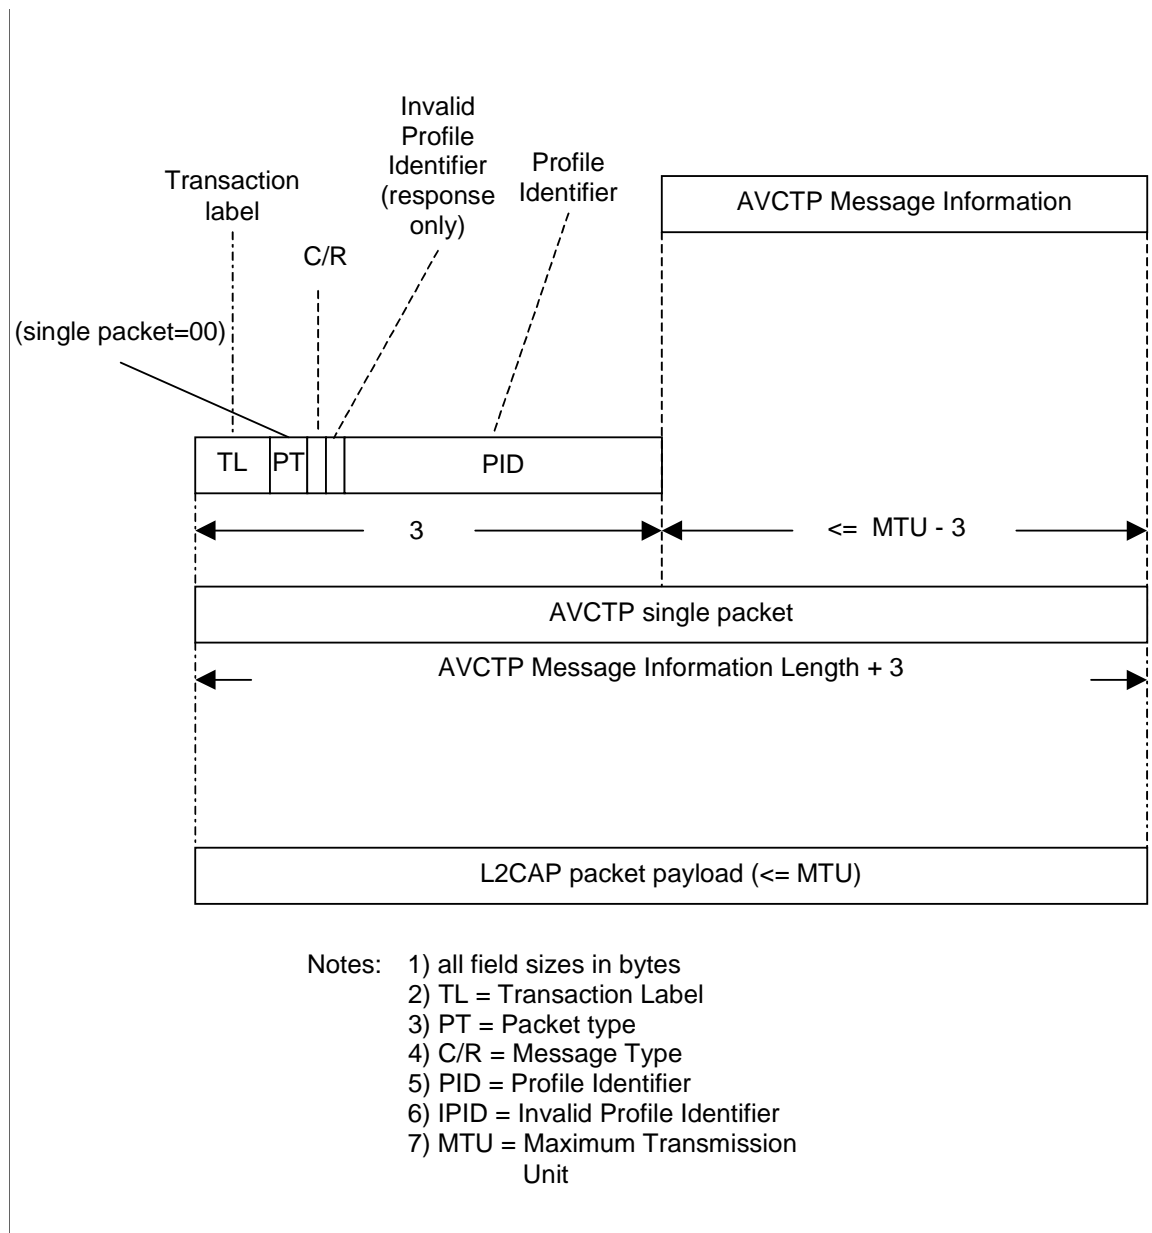 Invalid
Profile
Identifier
(response
only)
Profile
Identifier
Transaction
label
AVCTP Message Information
C/R
(single packet=00)
TL
PT
PID
3
<= MTU - 3
AVCTP single packet
AVCTP Message Information Length + 3
L2CAP packet payload (<= MTU)
Notes: 1) all field sizes in bytes
2) TL = Transaction Label
3) PT = Packet type
4) C/R = Message Type
5) PID = Profile Identifier
6) IPID = Invalid Profile Identifier
7) MTU = Maximum Transmission
Unit